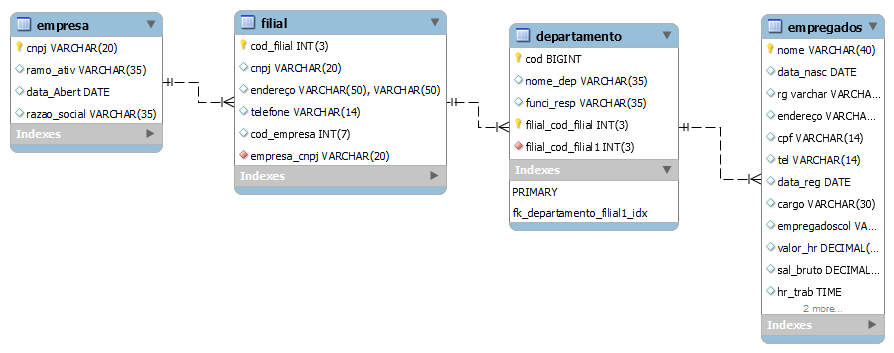 empresa
cnpj VARCHAR(20)
ramo_ativ VARCHAR(35)
data_Abert DATE
razao_social VARCHAR(35)
Indexes
filial
cod_filial INT(3)
cnpj VARCHAR(20)
endereço VARCHAR(50), VARCHAR(50)
telefone VARCHAR(14)
cod_empresa INT(7)
empresa_cnpj VARCHAR(20)
Indexes
departamento
cod BIGINT
nome_dep VARCHAR(35)
funci_resp VARCHAR(35)
filial_cod_filial INT(3)
filial_cod_filial1 INT(3)
Indexes
PRIMARY
fk_departamento_filial1_idx
empregados
nome VARCHAR(40)
data_nasc DATE
rg varchar VARCHA...
endereço VARCHA...
cpf VARCHAR(14)
tel VARCHAR(14)
data_reg DATE
cargo VARCHAR(30)
empregadoscol VA...
valor_hr DECIMAL(...
sal_bruto DECIMAL...
hr_trab TIME
2 more...
Indexes